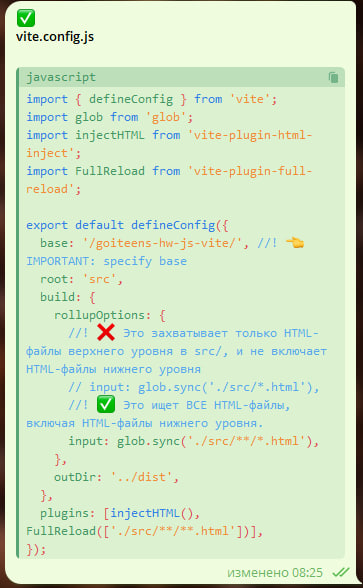 ✅
vite.config.js
javascript
import { defineConfig } from 'vite';
import glob from 'glob';
import injectHTML from 'vite-plugin-html-
inject';
import FullReload from 'vite-plugin-full-
reload';
export default defineConfig({
base: '/goiteens-hw-js-vite/', //! 👈
IMPORTANT: specify base
root: 'src',
build: {
rollupOptions: {
//! ❌ Это захватывает только HTML-
файлы верхнего уровня в src/, и не включает
HTML-файлы нижнего уровня
// input: glob.sync('./src/*.html'),
//! ✅ Это ищет ВСЕ HTML-файлы,
включая HTML-файлы нижнего уровня.
input: glob.sync('./src/**/*.html'),
},
outDir: '../dist',
},
plugins: [injectHTML(),
FullReload(['./src/**/**.html'])],
});
изменено 08:25